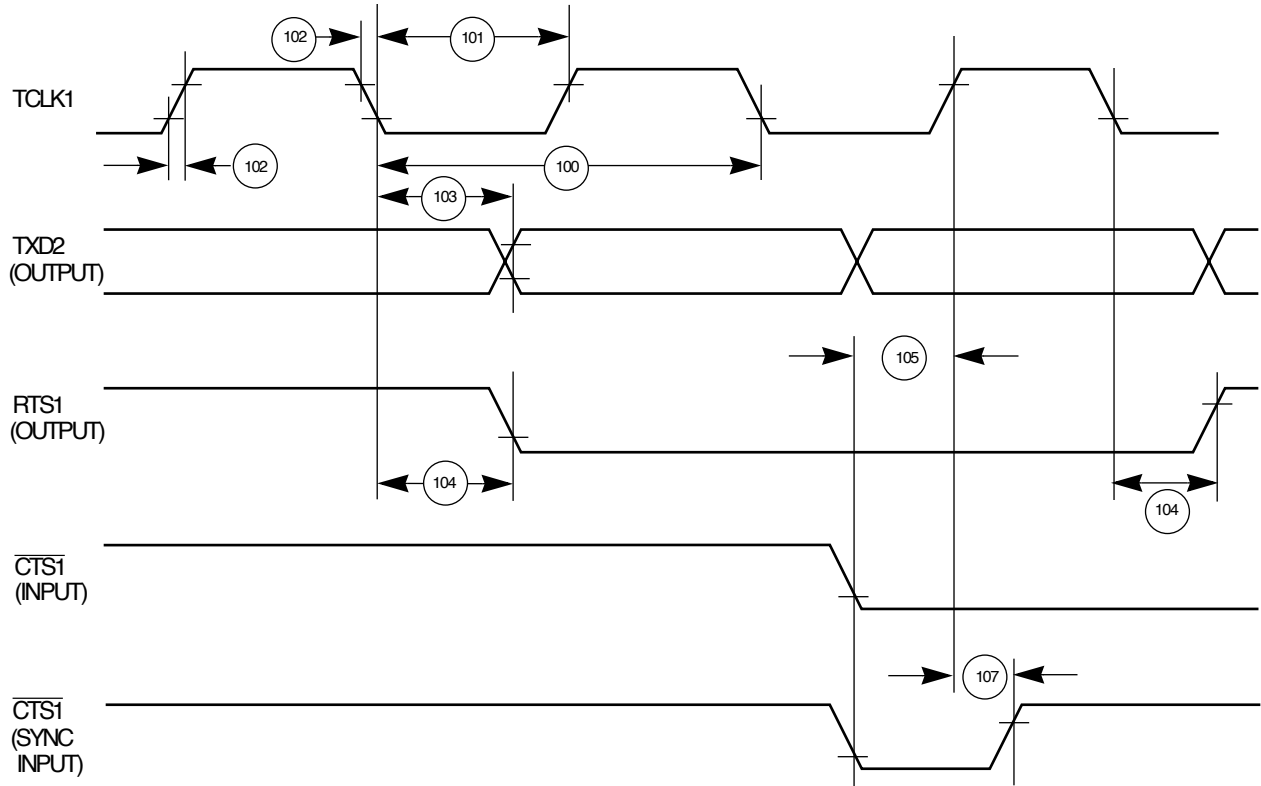 102
101
TCLK1
102
100
103
TXD2
(OUTPUT)
105
RTS1
(OUTPUT)
104
104
CTS1
(INPUT)
107
CTS1
(SYNC
INPUT)